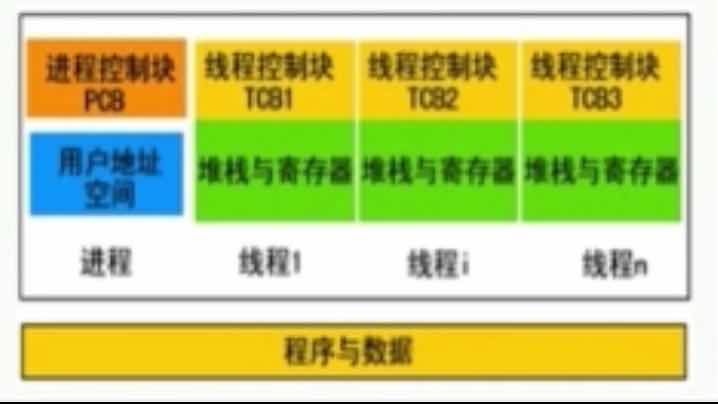 进程控制块 线程控制块 线程控制块 线程控制块
PCB TCB1 TCB2 TCB3
用户地址
空间
堆栈与寄存器 堆栈与寄存器 堆栈与寄存器
进程 线程1 线程i 线程n
程序与数据